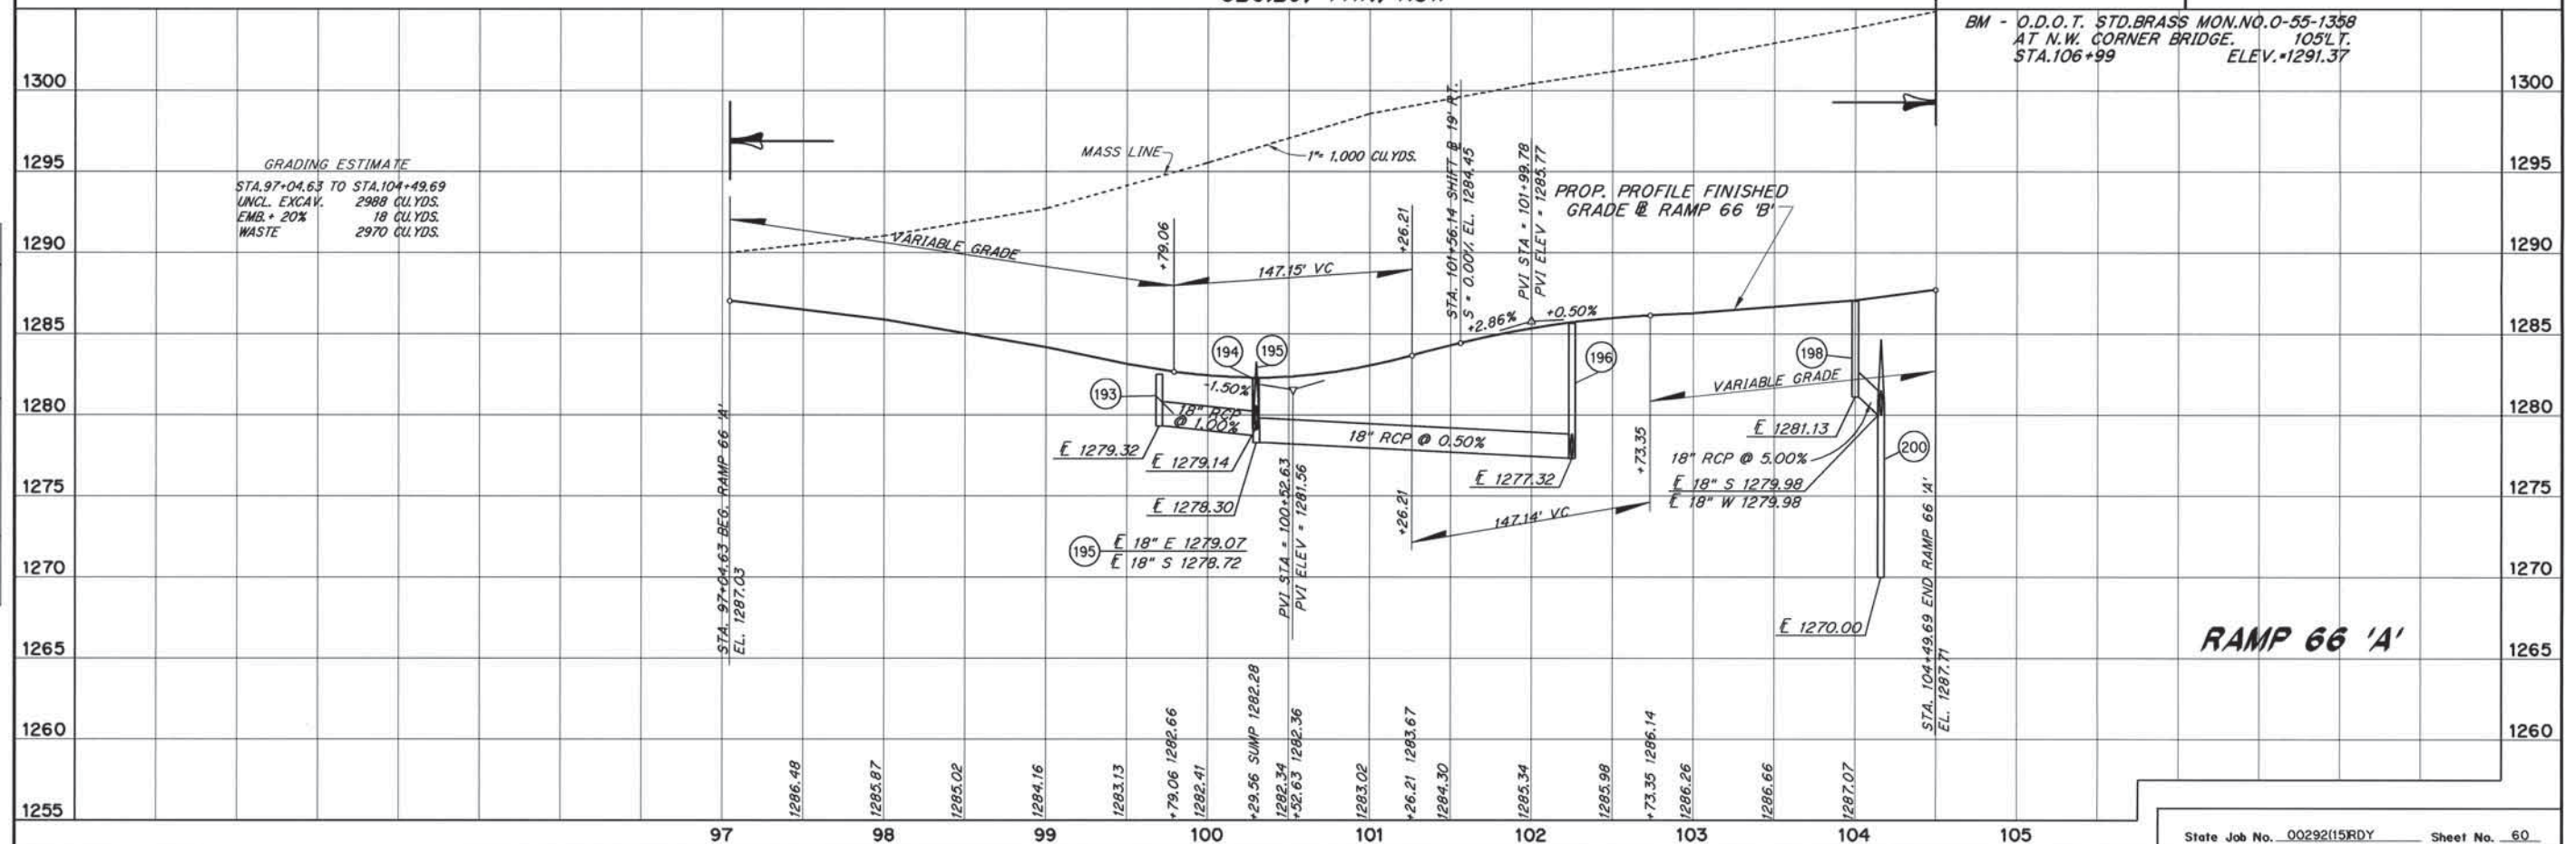 BM - O.D.O.T. STD.BRASS MON.NO.O-55-1358
AT N.W. CORNER BRIDGE. 105'LT.
STA.106+99 ELEV.=1291.37
1300
1295
1290
1285
1280
1275
1270
1265
1260
1255
GRADING ESTIMATE
STA.97+04.63 TO STA.104+49.69
UNCL. EXCAV. 2988 CU.YDS.
EMB.+ 20% 18 CU.YDS.
WASTE 2970 CU.YDS.
MASS LINE
1"= 1,000 CU.YDS.
VARIABLE GRADE
+79.06
147.15' VC
+26.21
STA. 101+56.14 SHIFT @ 19' RT.
S = 0.00% EL. 1284.45
PVI STA = 101+99.78
PVI ELEV = 1285.77
PROP. PROFILE FINISHED
GRADE RAMP 66 'B'
+2.86%
+0.50%
193
194
195
196
198
200
-1.50%
18" RCP
@ 1.00%
18" RCP @ 0.50%
1279.32
1279.14
1278.30
1277.32
195
18" E 1279.07
18" S 1278.72
PVI STA = 100+52.63
PVI ELEV = 1281.56
+26.21
147.14' VC
+73.35
VARIABLE GRADE
1281.13
18" RCP @ 5.00%
18" S 1279.98
18" W 1279.98
1270.00
STA. 97+04.63 BEG. RAMP 66 'A'
EL. 1287.03
STA. 104+49.69 END RAMP 66 'A'
EL. 1287.71
RAMP 66 'A'
1300
1295
1290
1285
1280
1275
1270
1265
1260
1286.48
1285.87
1285.02
1284.16
1283.13
+79.06 1282.66
1282.41
+29.56 SUMP 1282.28
1282.34
+52.63 1282.36
1283.02
+26.21 1283.67
1284.30
1285.34
1285.98
+73.35 1286.14
1286.26
1286.66
1287.07
97 98 99 100 101 102 103 104 105
State Job No. 00292(15)RDY Sheet No. 60